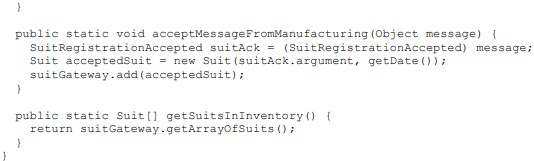 }
public static void acceptMessageFromManufacturing(Object message) {
SuitRegistrationAccepted suitAck = (SuitRegistrationAccepted) message;
Suit acceptedSuit = new Suit(suitAck.argument, getDate());
suitGateway.add(acceptedSuit);
}
public static Suit[] getSuitsInInventory() {
return suitGateway.getArrayOfSuits();
}
}